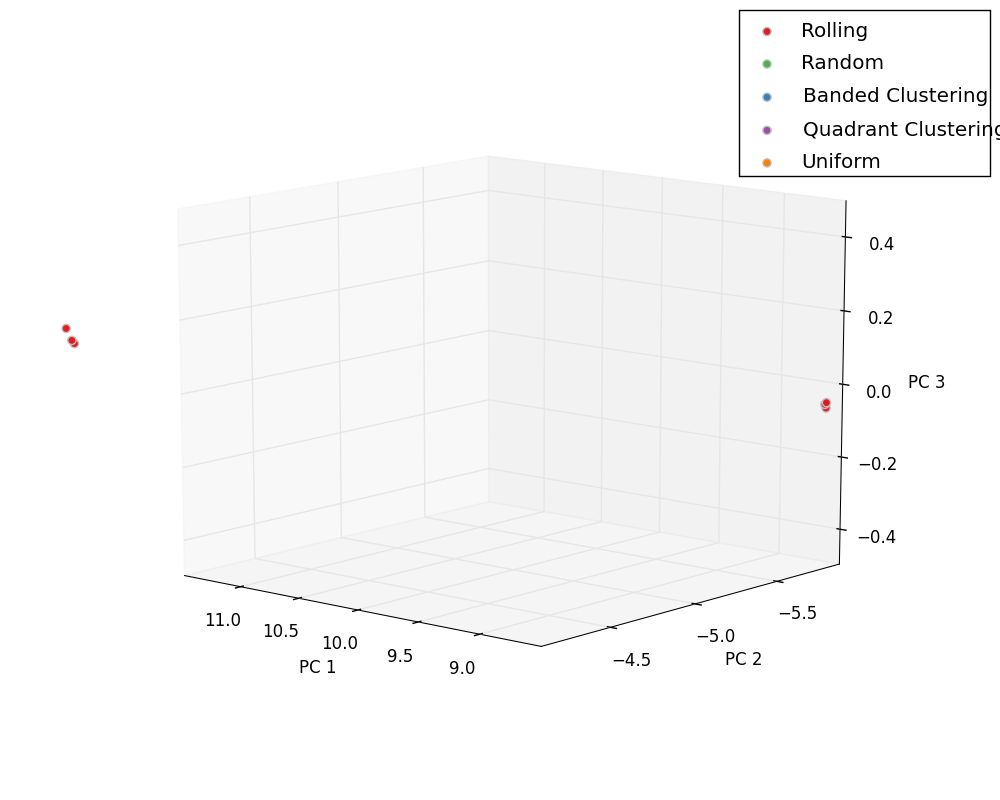 Rolling
Random
Banded Clustering
Quadrant Clustering
Uniform
0.4
0.2
0.0
PC 3
−0.2
−0.4
11.0
10.5
10.0
9.5
9.0
PC 1
−5.5
−5.0
−4.5
PC 2